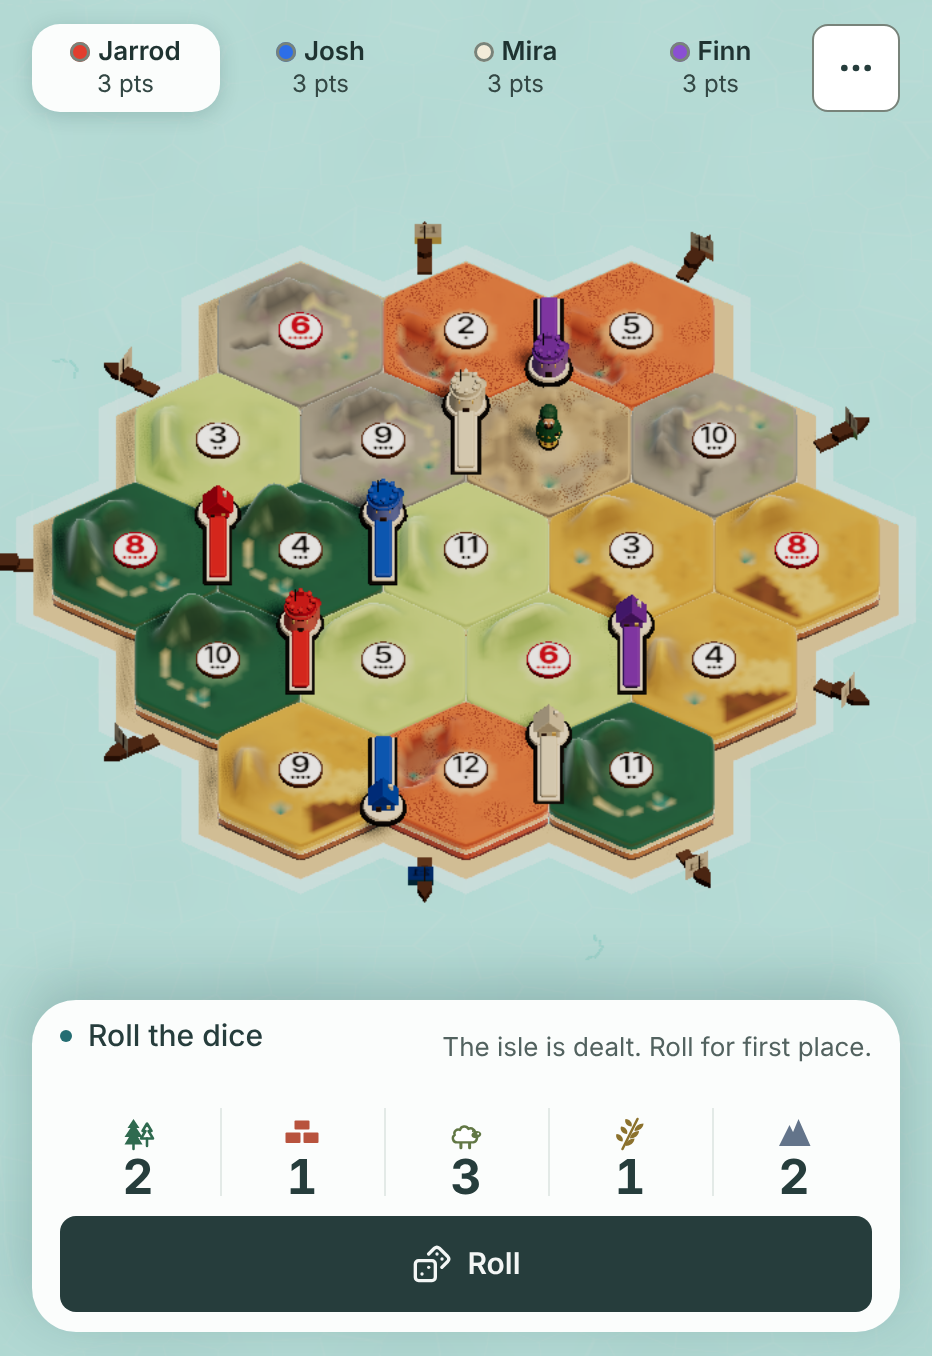 Jarrod
3 pts
Josh
3 pts
Mira
3 pts
Finn
3 pts
6
2
5
3
9
10
8
4
11
3
8
10
5
6
4
9
12
11
Roll the dice
The isle is dealt. Roll for first place.
2
1
3
1
2
Roll